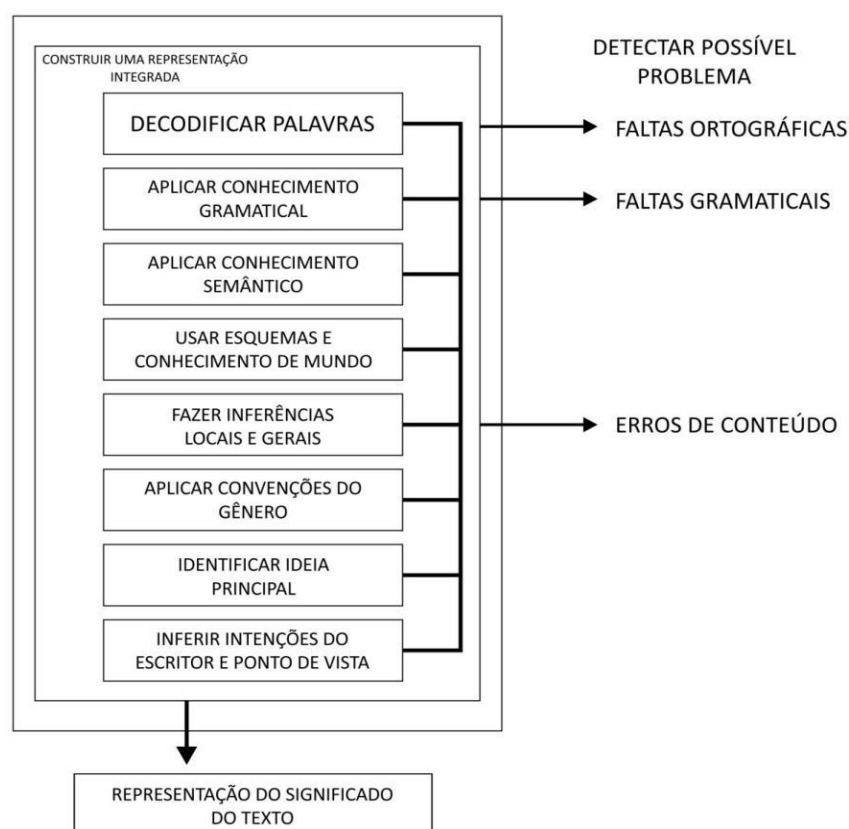 CONSTRUIR UMA REPRESENTAÇÃO
INTEGRADA
DECODIFICAR PALAVRAS
APLICAR CONHECIMENTO
GRAMATICAL
APLICAR CONHECIMENTO
SEMÂNTICO
USAR ESQUEMAS E
CONHECIMENTO DE MUNDO
FAZER INFERÊNCIAS
LOCAIS E GERAIS
APLICAR CONVENÇÕES DO
GÊNERO
IDENTIFICAR IDEIA
PRINCIPAL
INFERIR INTENÇÕES DO
ESCRITOR E PONTO DE VISTA
REPRESENTAÇÃO DO SIGNIFICADO
DO TEXTO
DETECTAR POSSÍVEL
PROBLEMA
FALTAS ORTOGRÁFICAS
FALTAS GRAMATICAIS
ERROS DE CONTEÚDO